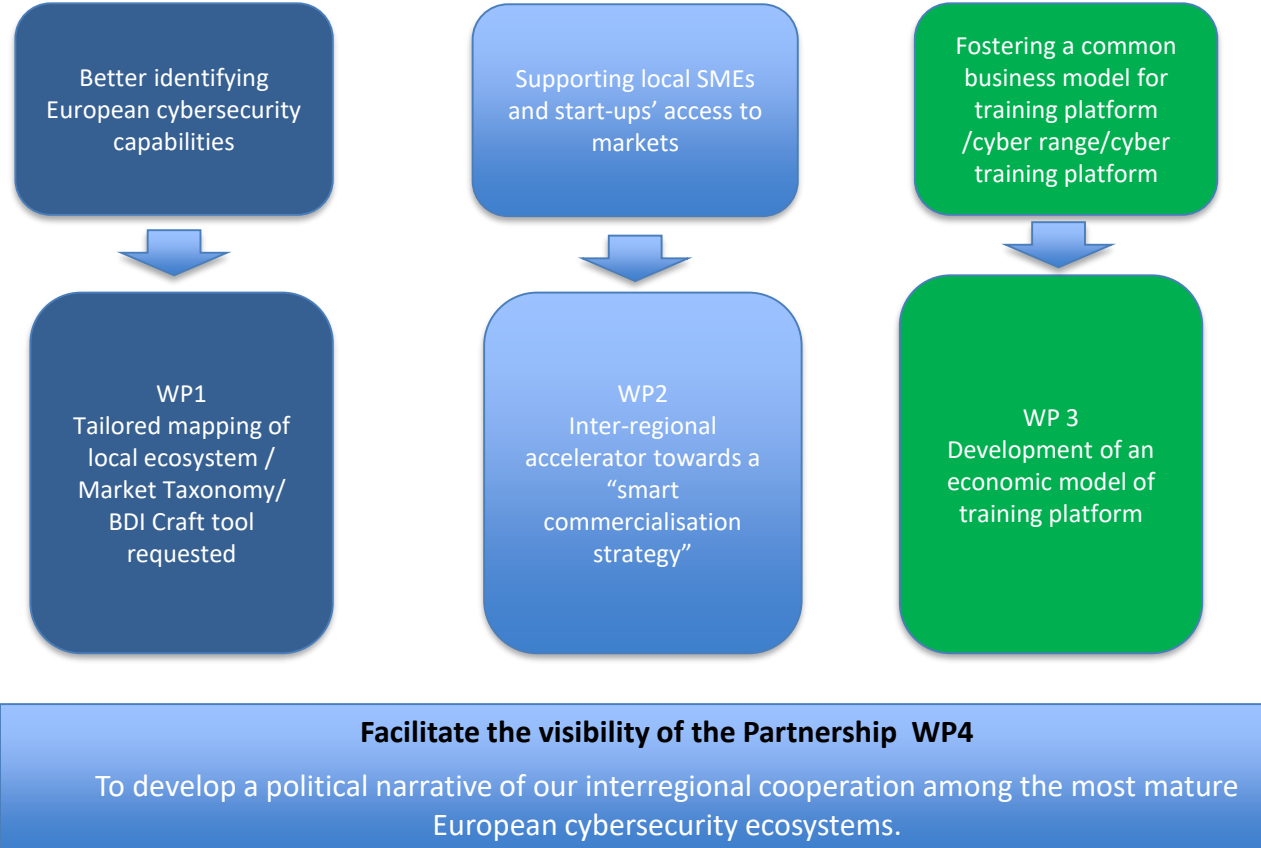 Better identifying
European cybersecurity
capabilities
Supporting local SMEs
and start-ups’ access to
markets
Fostering a common
business model for
training platform
/cyber range/cyber
training platform
WP1
Tailored mapping of
local ecosystem /
Market Taxonomy/
BDI Craft tool
requested
WP2
Inter-regional
accelerator towards a
“smart
commercialisation
strategy”
WP 3
Development of an
economic model of
training platform
Facilitate the visibility of the Partnership  WP4
To develop a political narrative of our interregional cooperation among the most mature
European cybersecurity ecosystems.